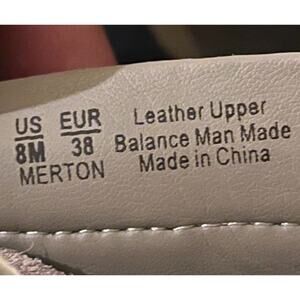 US EUR
8M 38
MERTON
Leather Upper
Balance Man Made
Made in China